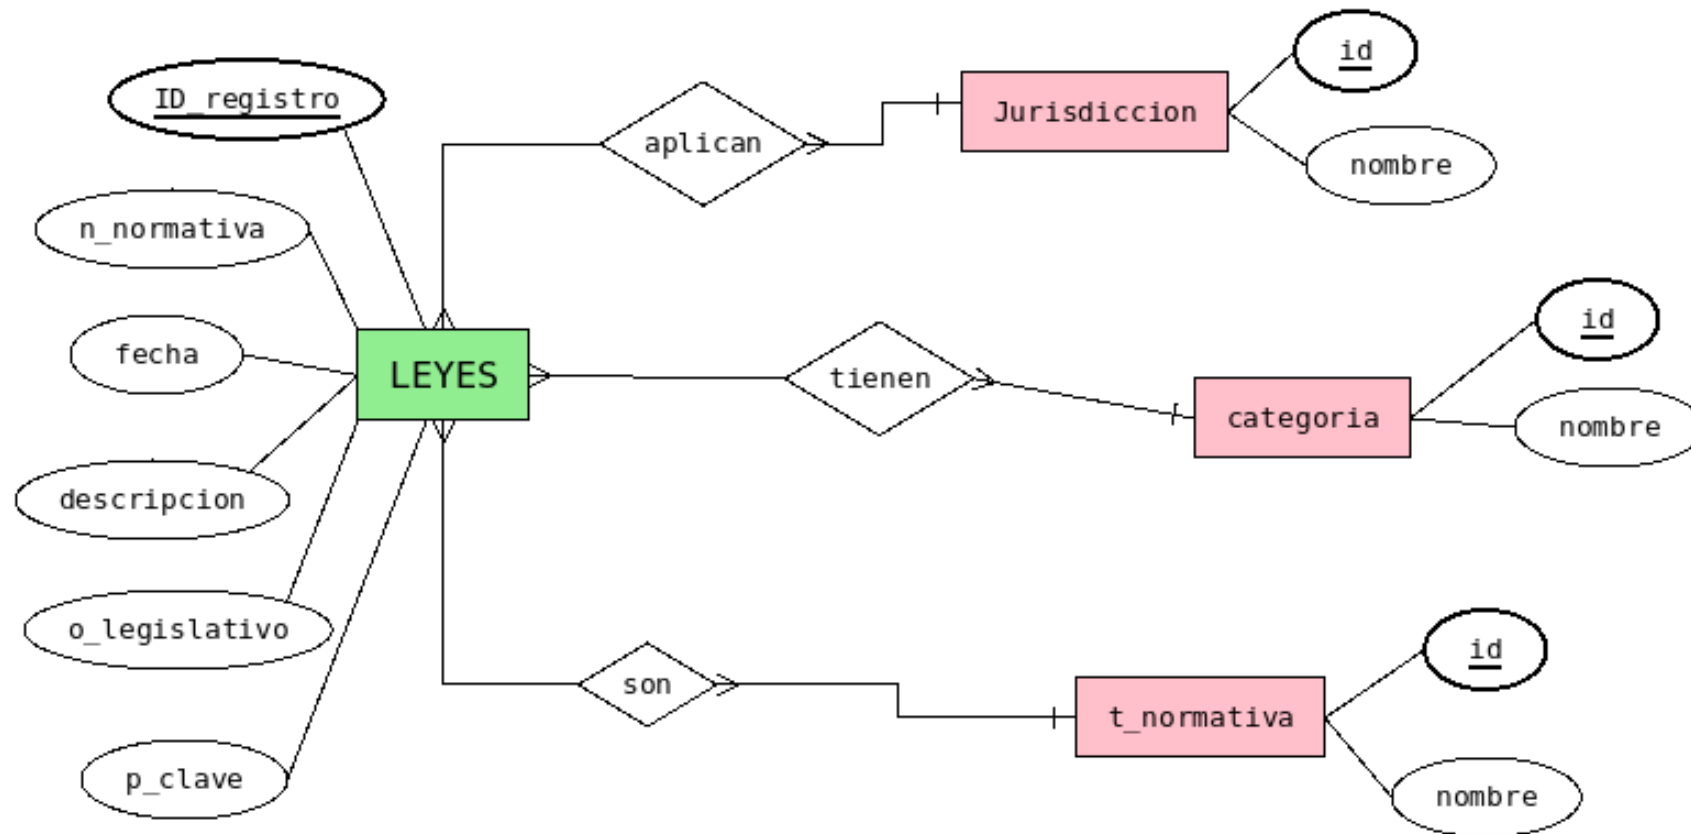 ID_registro
n_normativa
fecha
descripcion
o_legislativo
p_clave
LEYES
aplican
tienen
son
Jurisdiccion
id
nombre
categoria
id
nombre
t_normativa
id
nombre